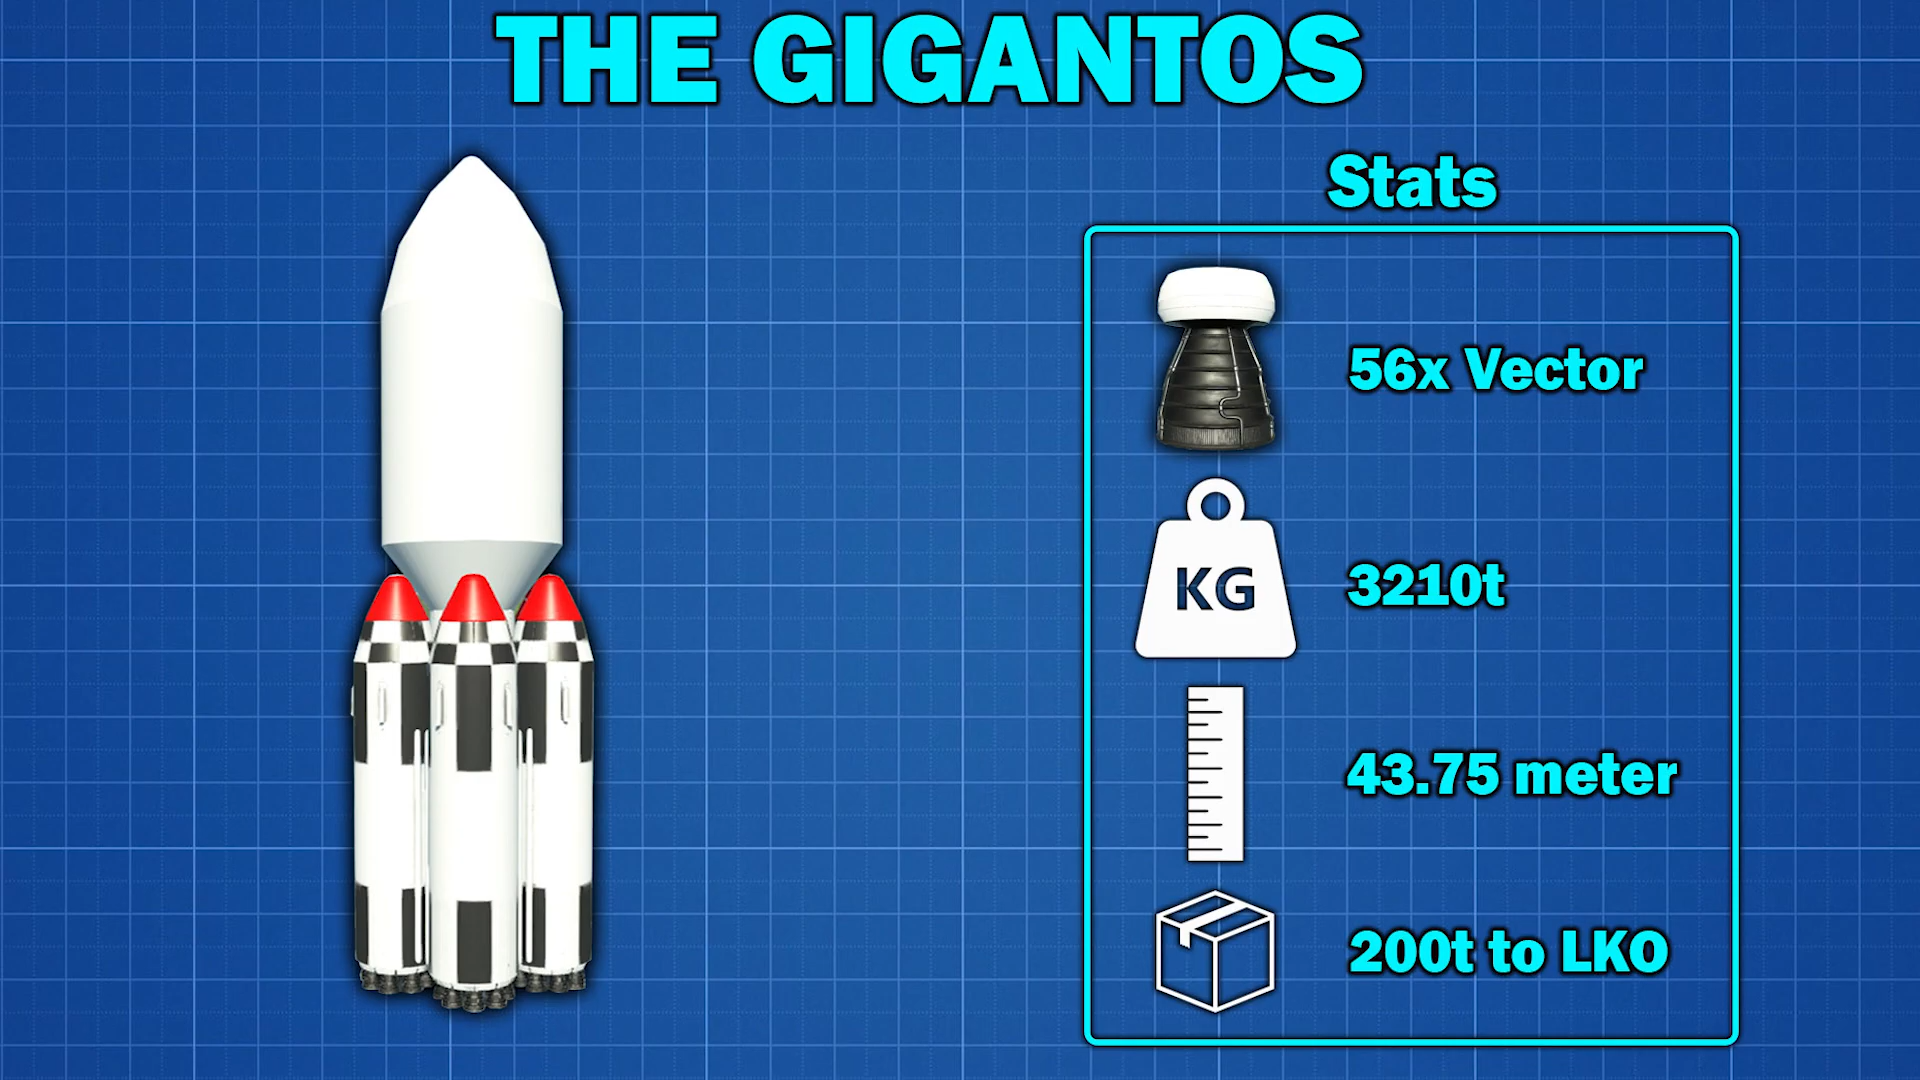 THE GIGANTOS
Stats
56x Vector
KG
3210t
43.75 meter
200t to LKO